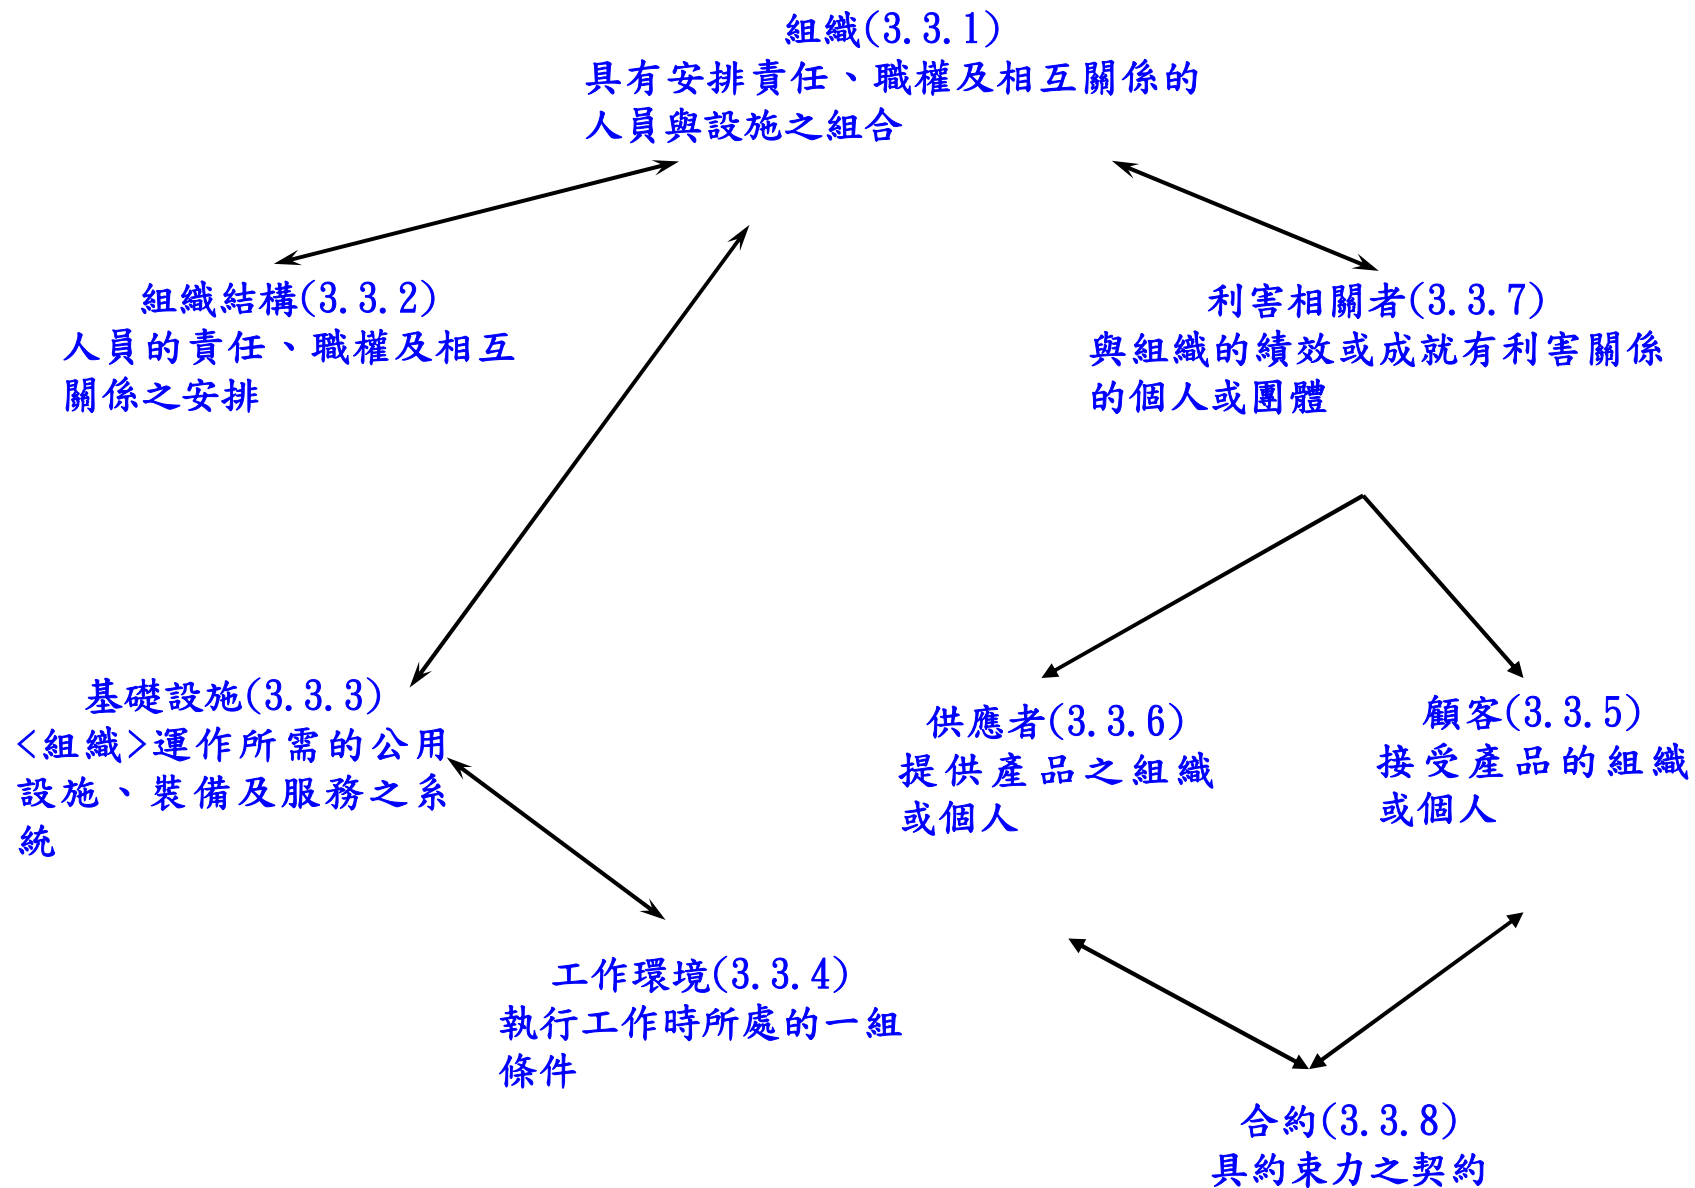 組織(3.3.1)
具有安排責任、職權及相互關係的
人員與設施之組合
組織結構(3.3.2)
人員的責任、職權及相互
關係之安排
利害相關者(3.3.7)
與組織的績效或成就有利害關係
的個人或團體
基礎設施(3.3.3)
<組織>運作所需的公用
設施、裝備及服務之系
統
供應者(3.3.6)
提供產品之組織
或個人
顧客(3.3.5)
接受產品的組織
或個人
工作環境(3.3.4)
執行工作時所處的一組
條件
合約(3.3.8)
具約束力之契約